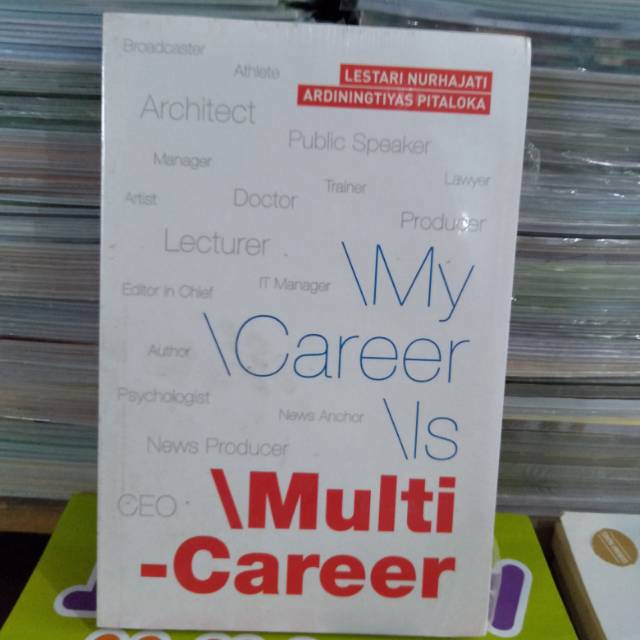 Broadcaster
Athlete
LESTARI NURHAJATI
ARDININGTIYAS PITALOKA
Architect
Public Speaker
Manager
Trainer
Lawyer
Artist
Doctor
Producer
Lecturer
\My
Editor in Chief
IT Manager
\Career
Author
Psychologist
News Anchor
\Is
News Producer
CEO
\Multi
-Career